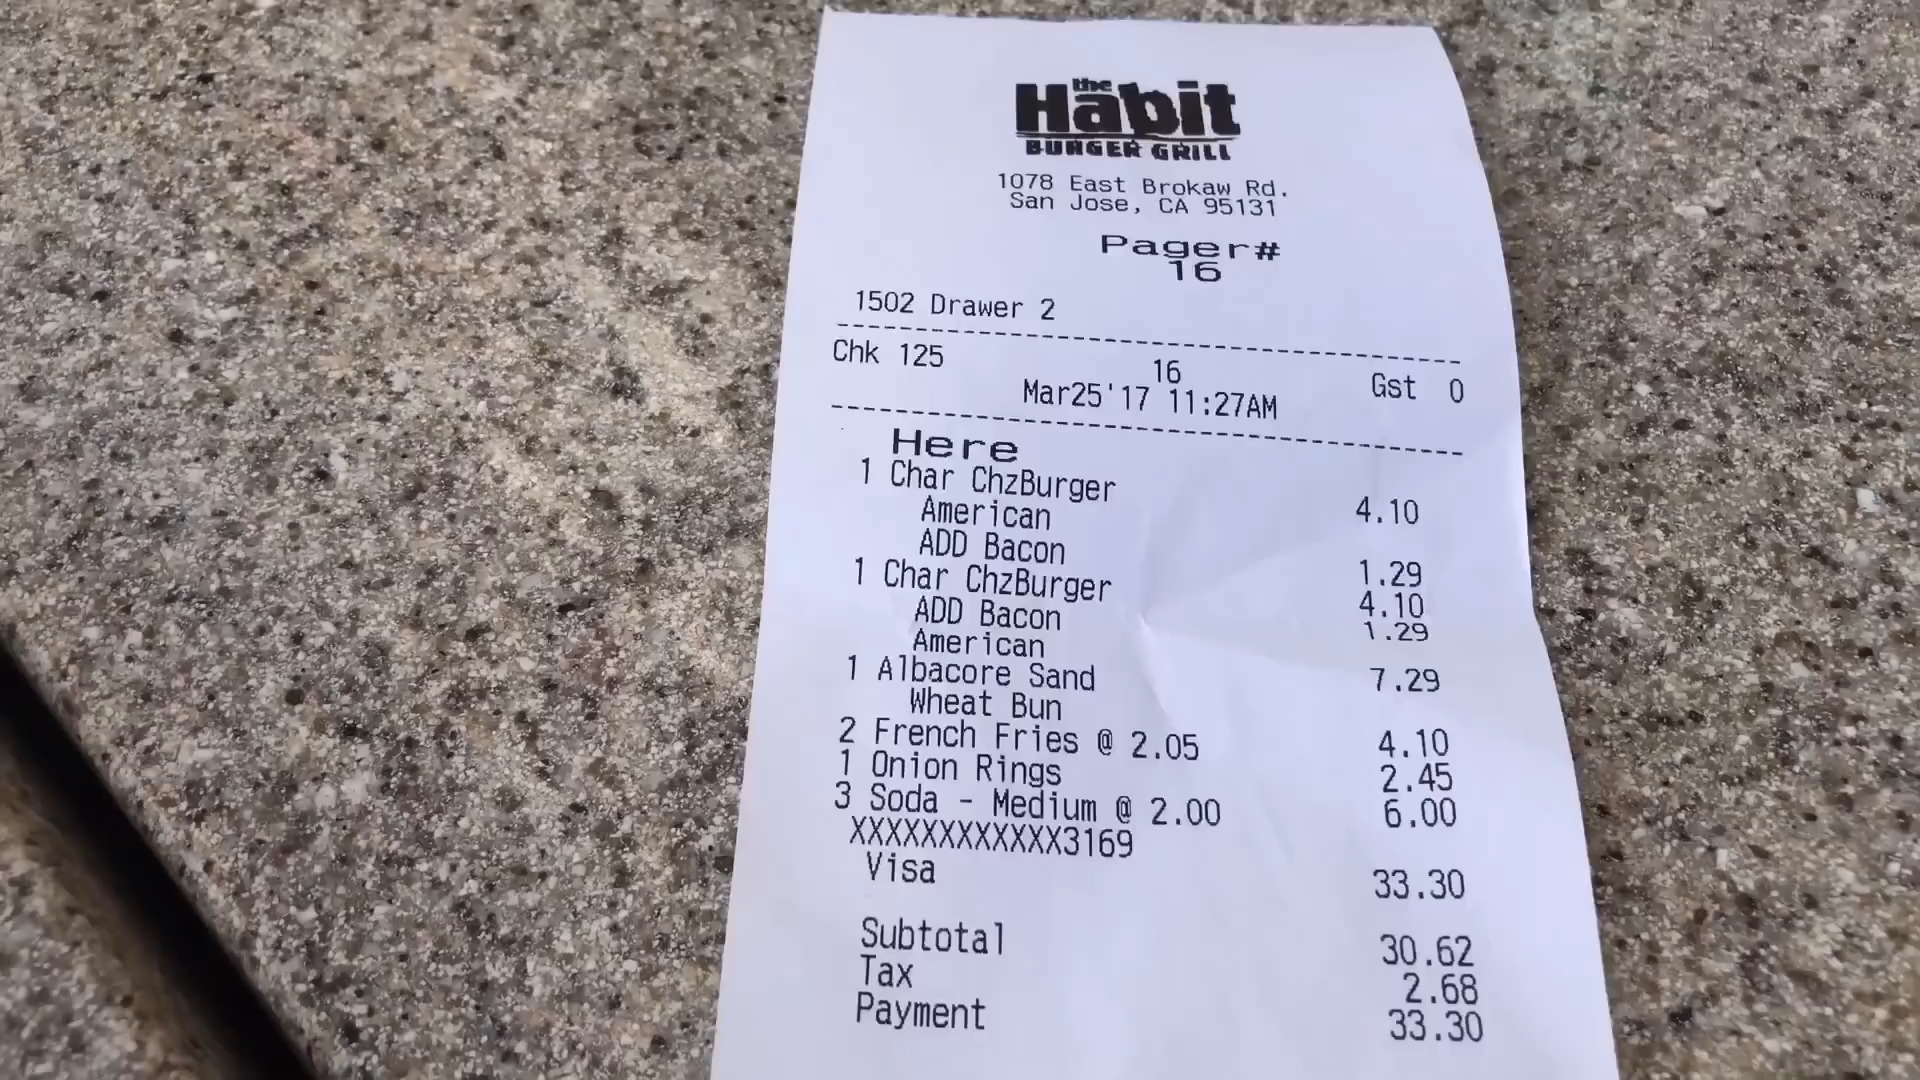 the
Habit
BURGER GRILL
1078 East Brokaw Rd.
San Jose, CA 95131
Pager#
16
1502 Drawer 2
Chk 125 16 Gst 0
Mar25'17 11:27AM
Here
1 Char ChzBurger 4.10
American
ADD Bacon 1.29
1 Char ChzBurger 4.10
ADD Bacon 1.29
American
1 Albacore Sand 7.29
Wheat Bun
2 French Fries @ 2.05 4.10
1 Onion Rings 2.45
3 Soda - Medium @ 2.00 6.00
XXXXXXXXXXXX3169
Visa 33.30
Subtotal 30.62
Tax 2.68
Payment 33.30